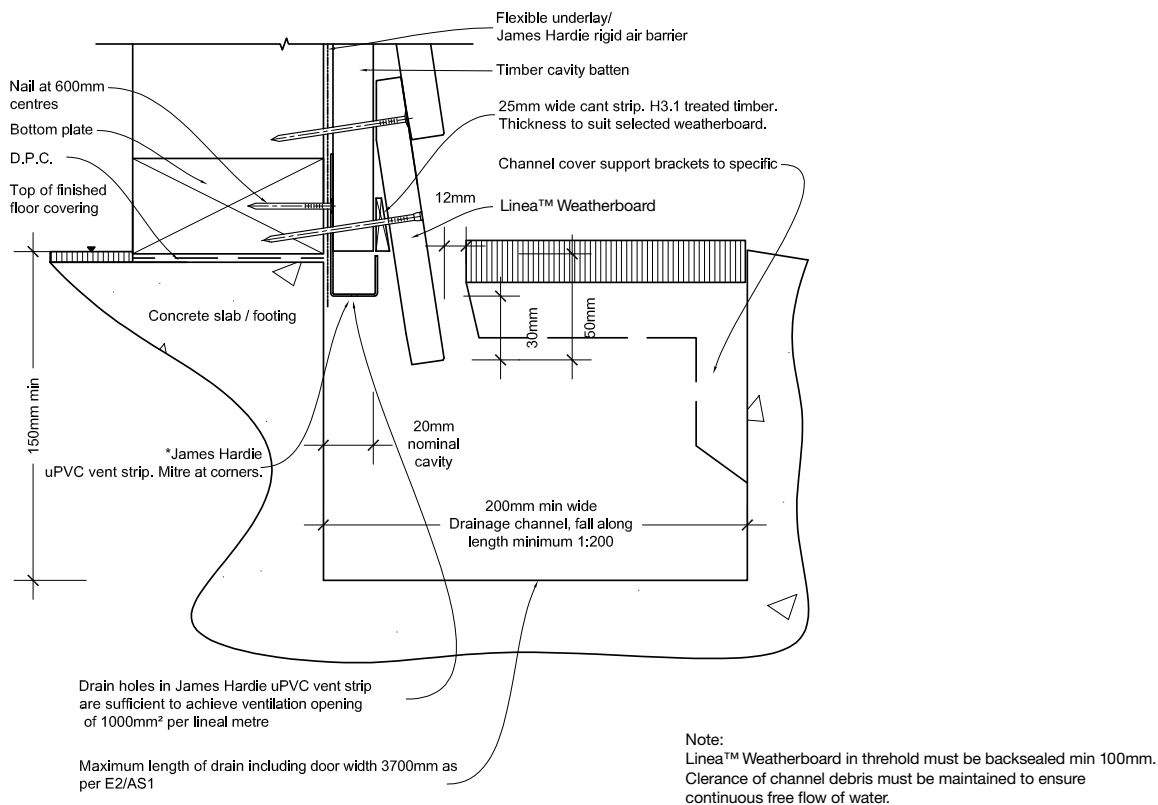 Flexible underlay/
James Hardie rigid air barrier
Timber cavity batten
25mm wide cant strip. H3.1 treated timber.
Thickness to suit selected weatherboard.
Channel cover support brackets to specific
12mm
Linea™ Weatherboard
Nail at 600mm
centres
Bottom plate
D.P.C.
Top of finished
floor covering
Concrete slab / footing
30mm
50mm
150mm min
20mm
nominal
cavity
*James Hardie
uPVC vent strip. Mitre at corners.
200mm min wide
Drainage channel, fall along
length minimum 1:200
Drain holes in James Hardie uPVC vent strip
are sufficient to achieve ventilation opening
of 1000mm² per lineal metre
Maximum length of drain including door width 3700mm as
per E2/AS1
Note:
Linea™ Weatherboard in threhold must be backsealed min 100mm.
Clerance of channel debris must be maintained to ensure
continuous free flow of water.